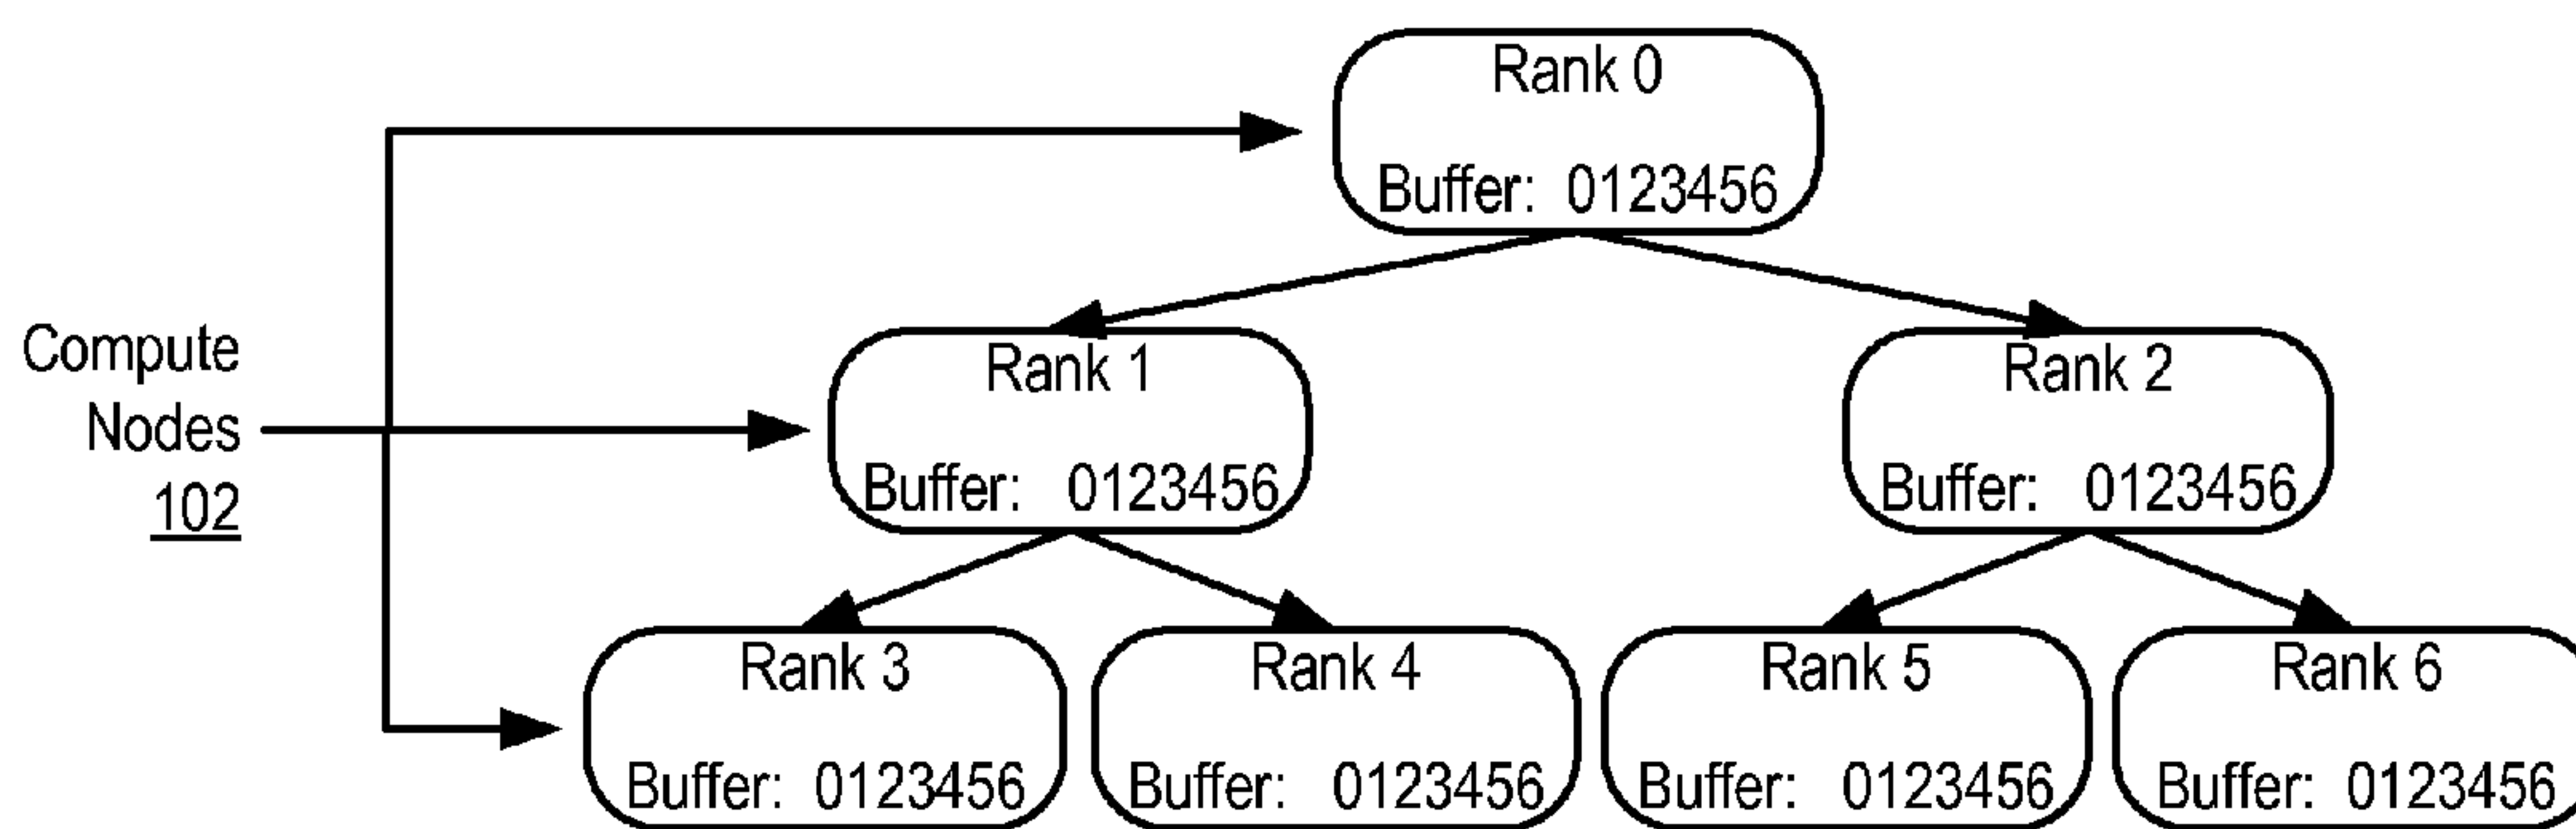 Rank 0
Buffer: 0123456
Compute
Nodes
102
Rank 1
Buffer: 0123456
Rank 2
Buffer: 0123456
Rank 3
Buffer: 0123456
Rank 4
Buffer: 0123456
Rank 5
Buffer: 0123456
Rank 6
Buffer: 0123456